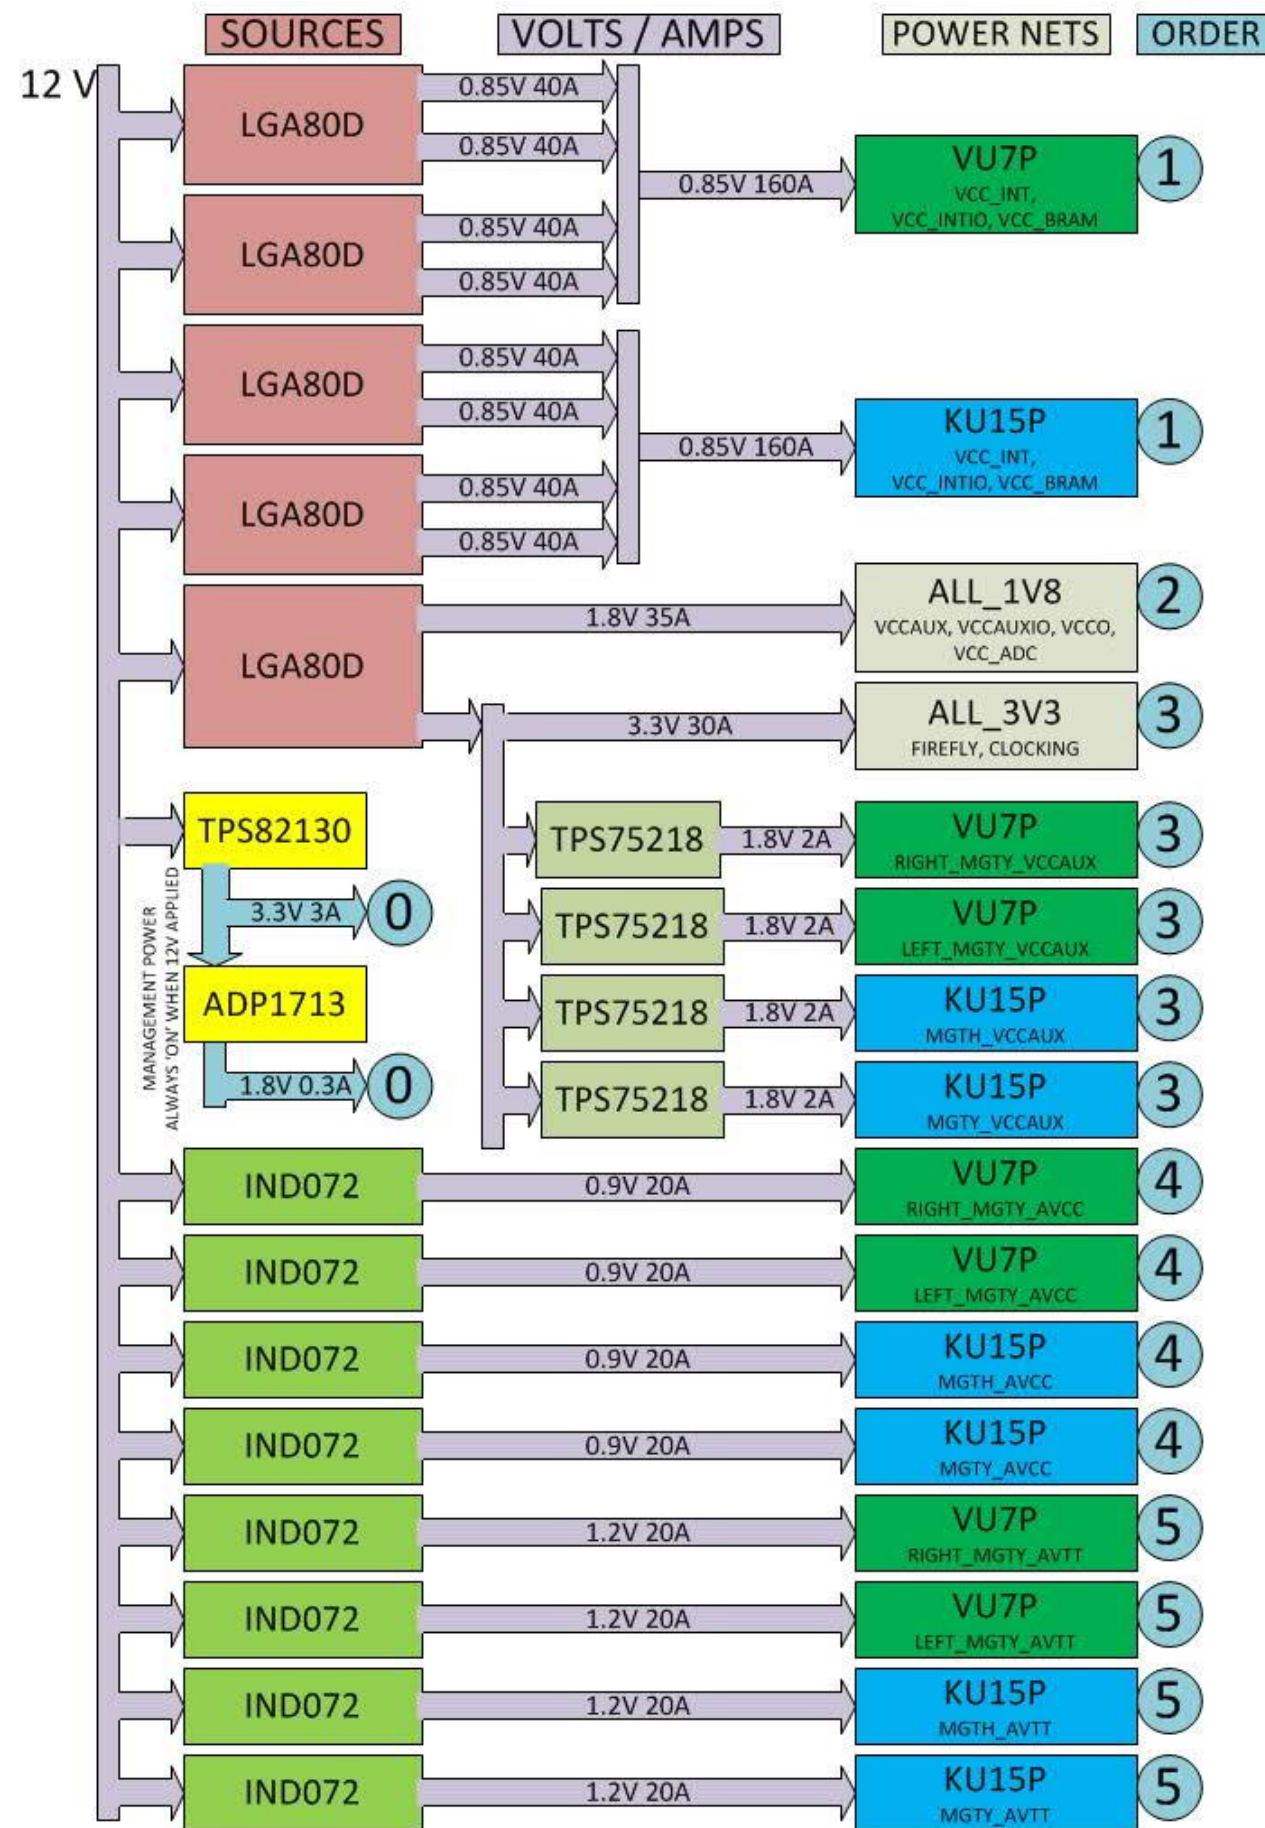 SOURCES VOLTS / AMPS POWER NETS ORDER
12 V
LGA80D
0.85V 40A
0.85V 40A
LGA80D
0.85V 40A
0.85V 40A
0.85V 160A
VU7P
VCC_INT,
VCC_INTIO, VCC_BRAM
1
LGA80D
0.85V 40A
0.85V 40A
LGA80D
0.85V 40A
0.85V 40A
0.85V 160A
KU15P
VCC_INT,
VCC_INTIO, VCC_BRAM
1
LGA80D
1.8V 35A
ALL_1V8
VCCAUX, VCCAUXIO, VCCO,
VCC_ADC
2
3.3V 30A
ALL_3V3
FIREFLY, CLOCKING
3
TPS82130
3.3V 3A
0
ADP1713
1.8V 0.3A
0
MANAGEMENT POWER
ALWAYS 'ON' WHEN 12V APPLIED
TPS75218
1.8V 2A
VU7P
RIGHT_MGTY_VCCAUX
3
TPS75218
1.8V 2A
VU7P
LEFT_MGTY_VCCAUX
3
TPS75218
1.8V 2A
KU15P
MGTH_VCCAUX
3
TPS75218
1.8V 2A
KU15P
MGTY_VCCAUX
3
IND072
0.9V 20A
VU7P
RIGHT_MGTY_AVCC
4
IND072
0.9V 20A
VU7P
LEFT_MGTY_AVCC
4
IND072
0.9V 20A
KU15P
MGTH_AVCC
4
IND072
0.9V 20A
KU15P
MGTY_AVCC
4
IND072
1.2V 20A
VU7P
RIGHT_MGTY_AVTT
5
IND072
1.2V 20A
VU7P
LEFT_MGTY_AVTT
5
IND072
1.2V 20A
KU15P
MGTH_AVTT
5
IND072
1.2V 20A
KU15P
MGTY_AVTT
5